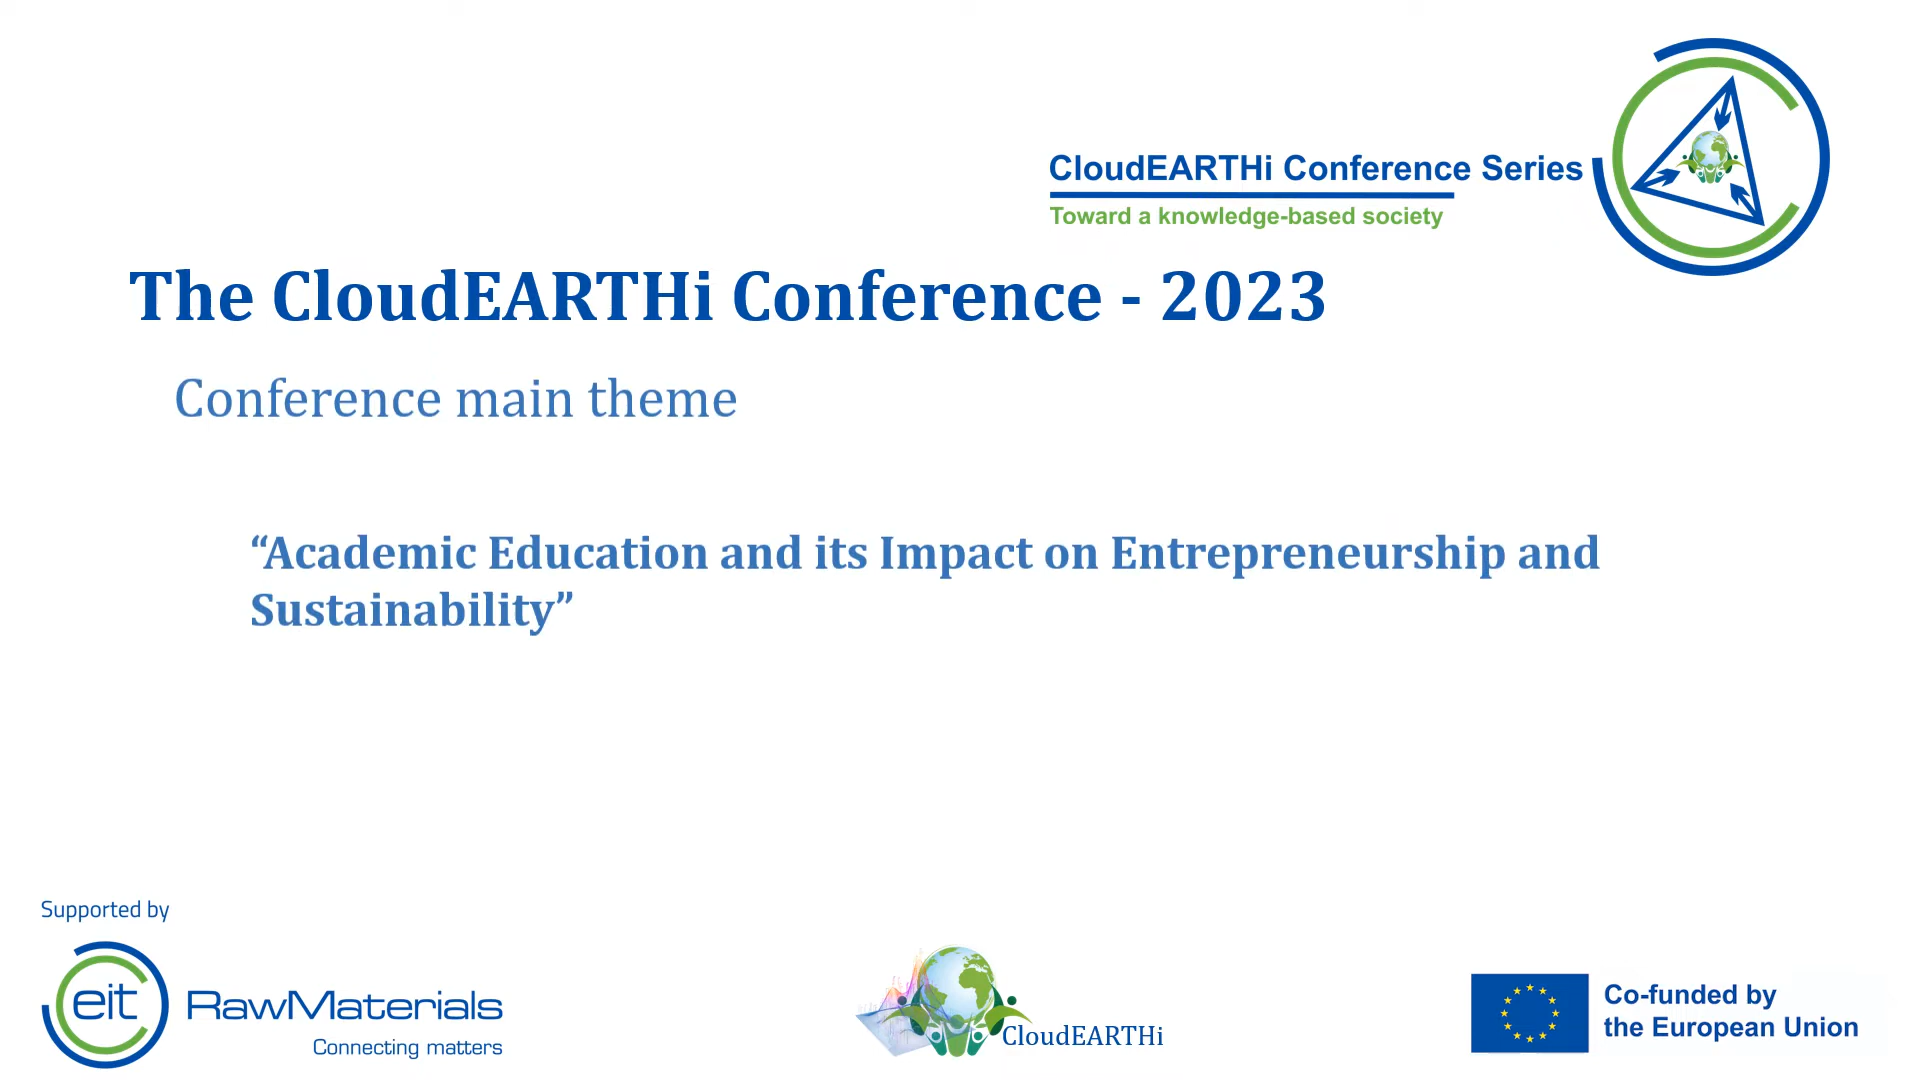 CloudEARTHi Conference Series
Toward a knowledge-based society
The CloudEARTHi Conference - 2023
Conference main theme
“Academic Education and its Impact on Entrepreneurship and
Sustainability”
Supported by
eit RawMaterials
Connecting matters
CloudEARTHi
Co-funded by
the European Union